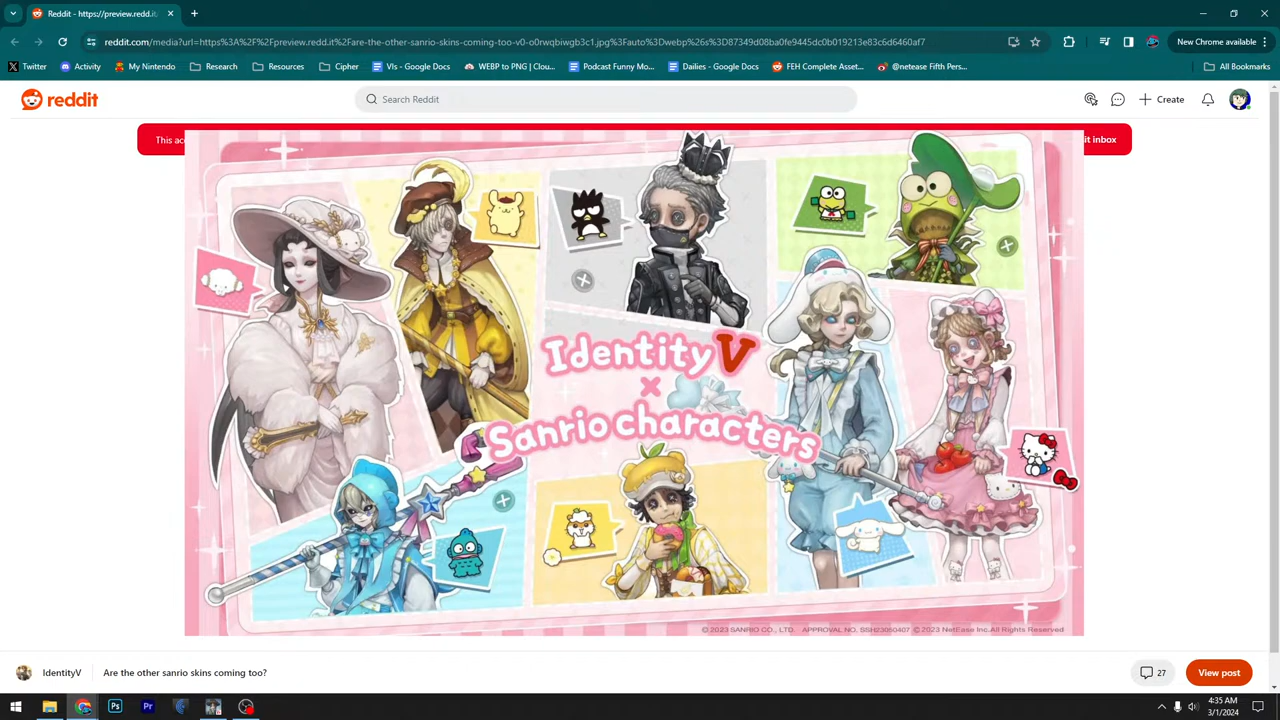 Reddit - https://preview.redd.it/
reddit.com/media?url=https%3A%2F%2Fpreview.redd.it%2Fare-the-other-sanrio-skins-coming-too-v0-o0rwqbiwgb3c1.jpg%3Fauto%3Dwebp%26s%3D87349d08ba0fe9445dc0b019213e83c6d6460af7
New Chrome available
Twitter Activity My Nintendo Research Resources Cipher VIs - Google Docs WEBP to PNG | Clou... Podcast Funny Mo... Dailies - Google Docs FEH Complete Asset... @netease Fifth Pers... All Bookmarks
reddit Search Reddit Create
This acc
it inbox
Identity V
×
Sanrio characters
© 2023 SANRIO CO., LTD. APPROVAL NO. SSH23050407 © 2023 NetEase Inc.All Rights Reserved
IdentityV Are the other sanrio skins coming too? 27 View post
Ps Pr
4:35 AM
3/1/2024